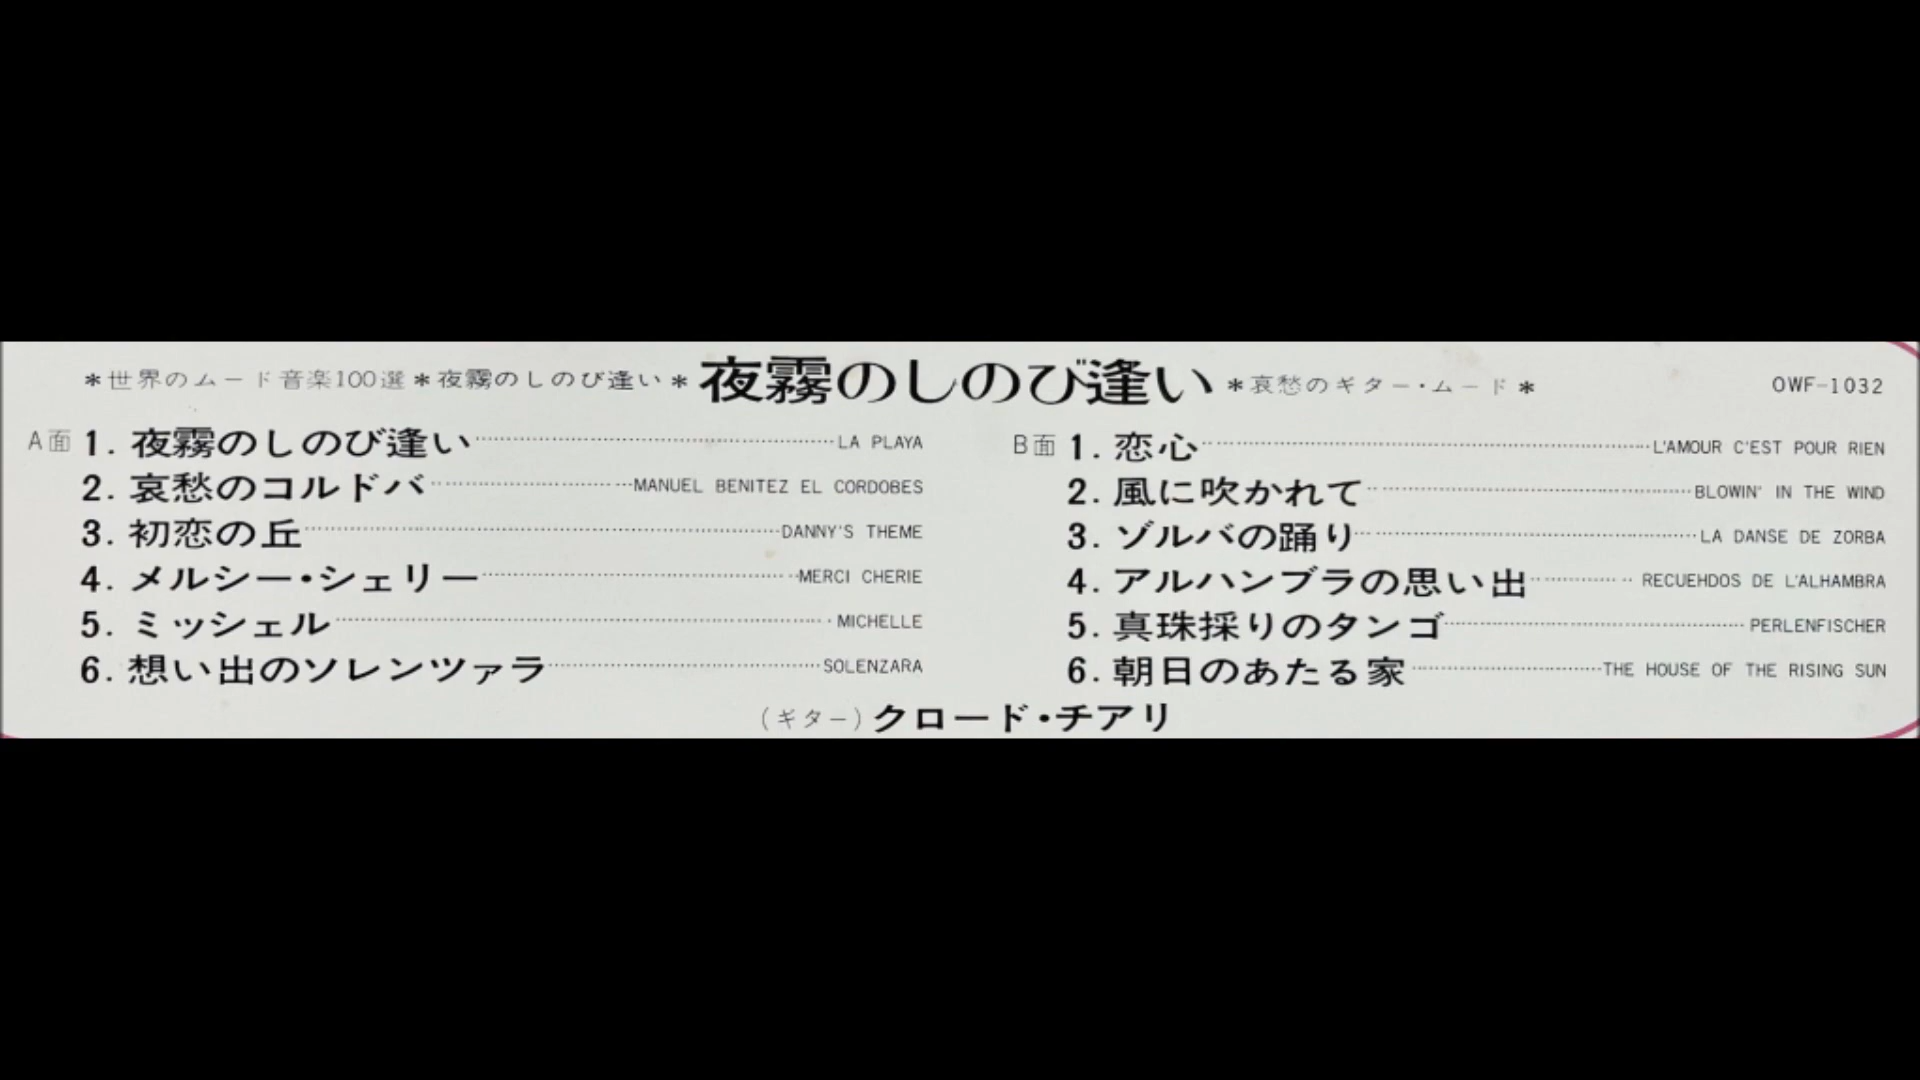 *世界のムード音楽100選*夜霧のしのび逢い* 夜霧のしのび逢い *哀愁のギター・ムード* OWF-1032
A面 1. 夜霧のしのび逢い LA PLAYA
2. 哀愁のコルドバ MANUEL BENITEZ EL CORDOBES
3. 初恋の丘 DANNY'S THEME
4. メルシー・シェリー MERCI CHERIE
5. ミッシェル MICHELLE
6. 想い出のソレンツァラ SOLENZARA
B面 1. 恋心 L'AMOUR C'EST POUR RIEN
2. 風に吹かれて BLOWIN' IN THE WIND
3. ゾルバの踊り LA DANSE DE ZORBA
4. アルハンブラの思い出 RECUEHDOS DE L'ALHAMBRA
5. 真珠採りのタンゴ PERLENFISCHER
6. 朝日のあたる家 THE HOUSE OF THE RISING SUN
(ギター) クロード・チアリ